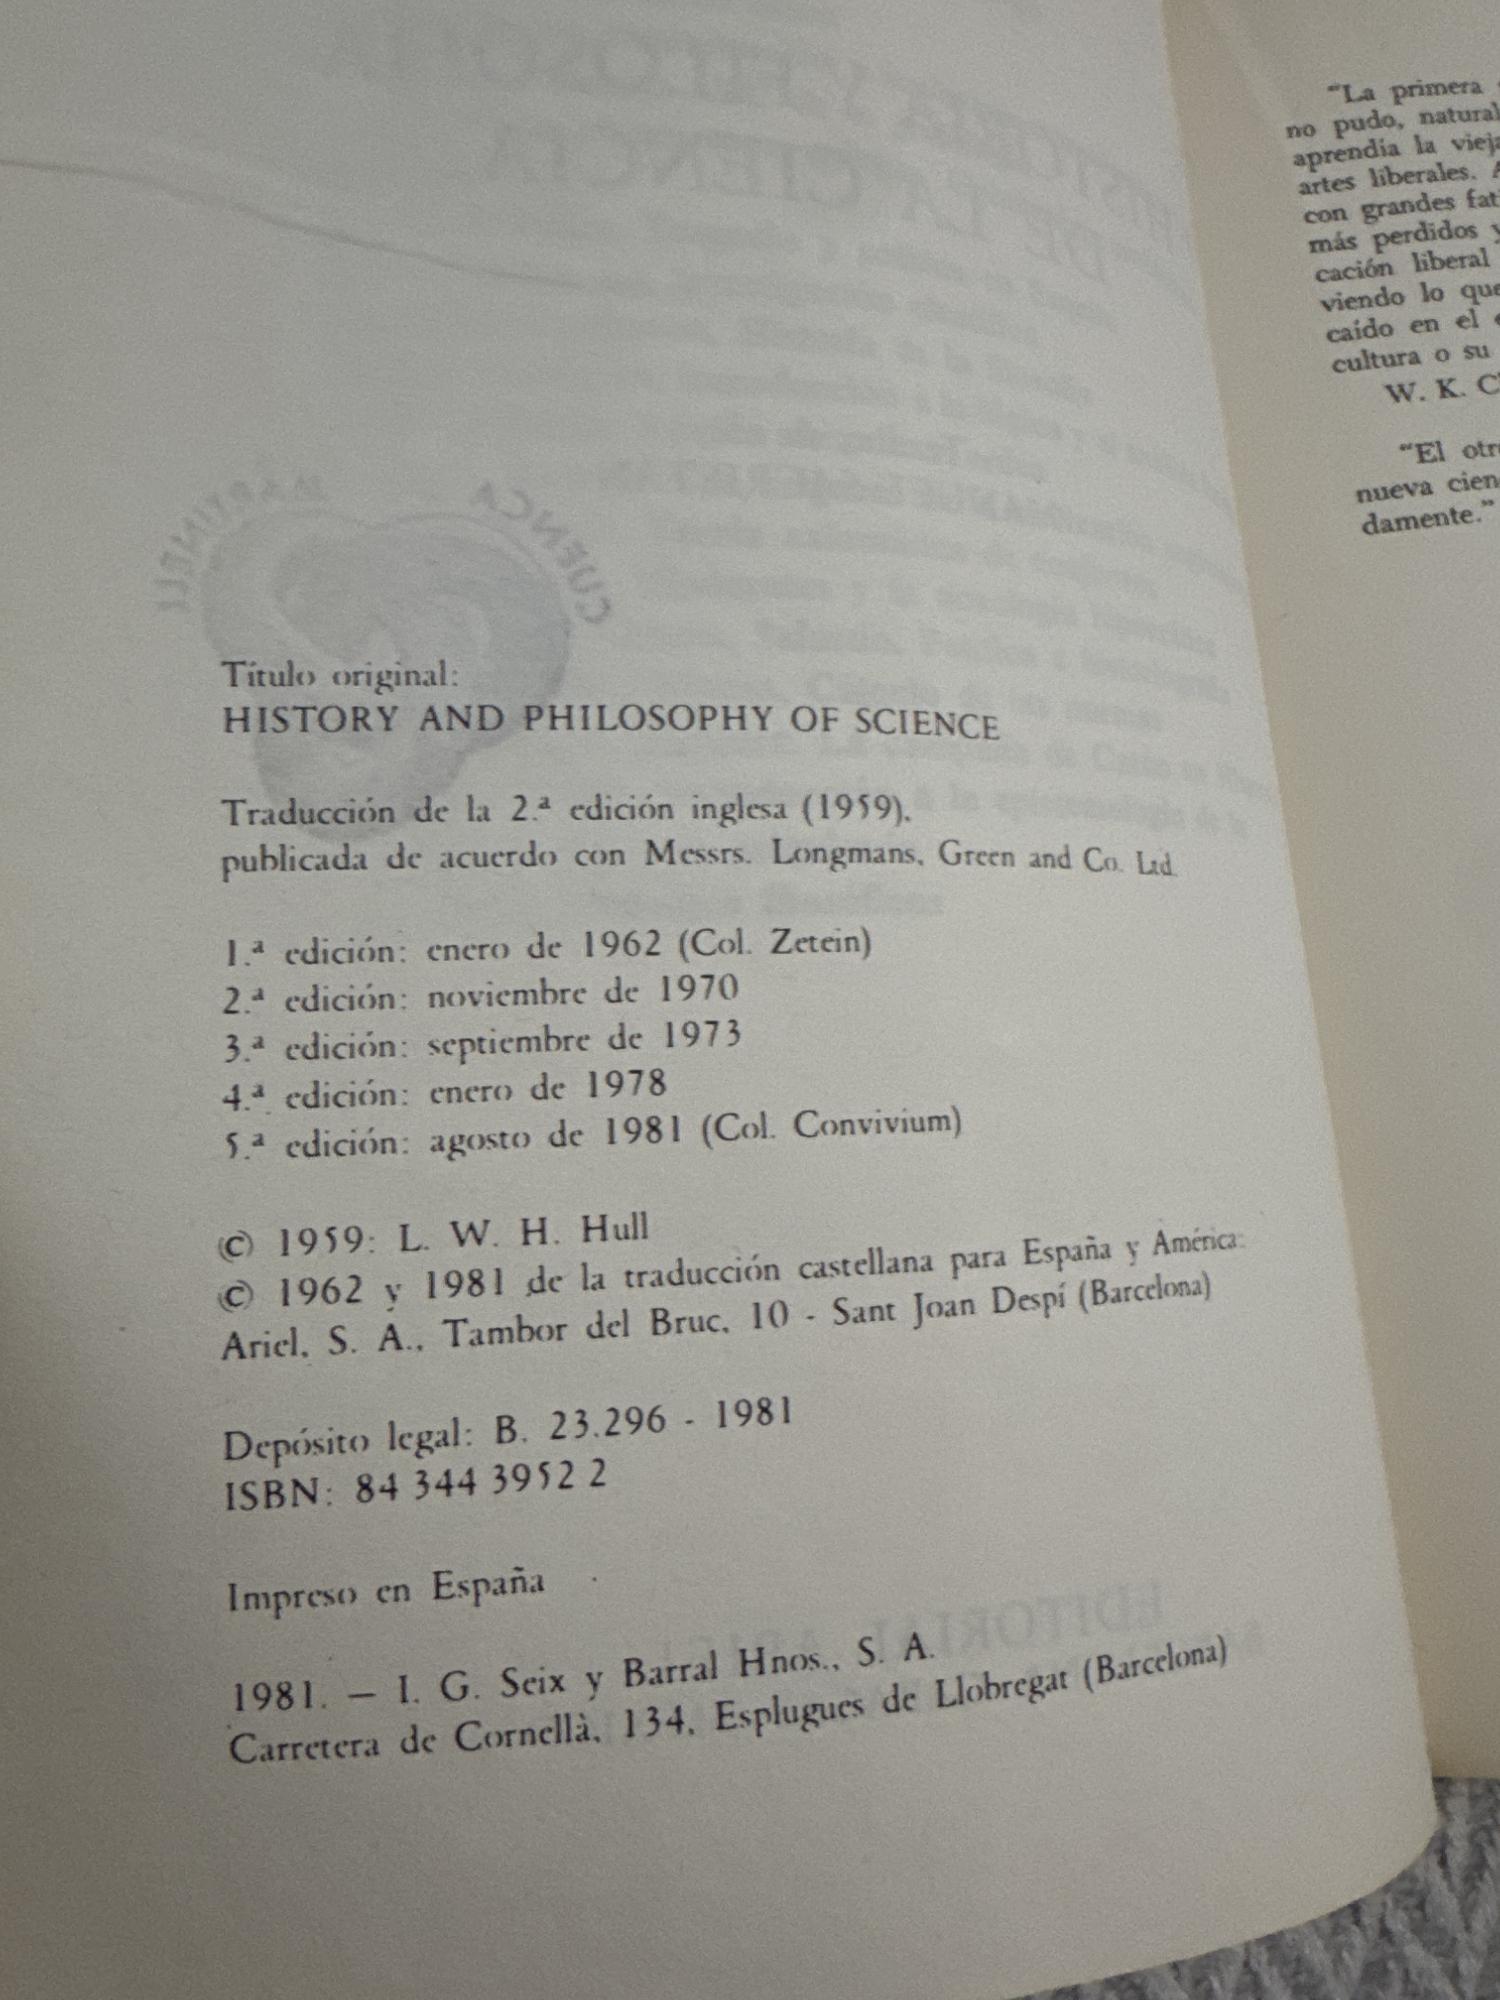 Título original:
HISTORY AND PHILOSOPHY OF SCIENCE
Traducción de la 2.ª edición inglesa (1959),
publicada de acuerdo con Messrs. Longmans, Green and Co. Ltd.
1.ª edición: enero de 1962 (Col. Zetein)
2.ª edición: noviembre de 1970
3.ª edición: septiembre de 1973
4.ª edición: enero de 1978
5.ª edición: agosto de 1981 (Col. Convivium)
© 1959: L. W. H. Hull
© 1962 y 1981 de la traducción castellana para España y América:
Ariel, S. A., Tambor del Bruc, 10 - Sant Joan Despí (Barcelona)
Depósito legal: B. 23.296 - 1981
ISBN: 84 344 3952 2
Impreso en España
1981. — I. G. Seix y Barral Hnos., S. A.
Carretera de Cornellà, 134, Esplugues de Llobregat (Barcelona)
"La primera
no pudo, natural
aprendía la vieja
artes liberales.
con grandes fati
más perdidos y
cación liberal
viendo lo que
caído en el
cultura o su
W. K.
"El otro
nueva cien
damente."
CUENCA
MARTINELL